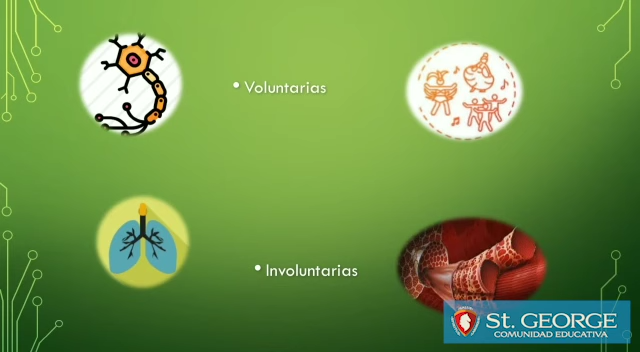 • Voluntarias
• Involuntarias
St. GEORGE
COMUNIDAD EDUCATIVA